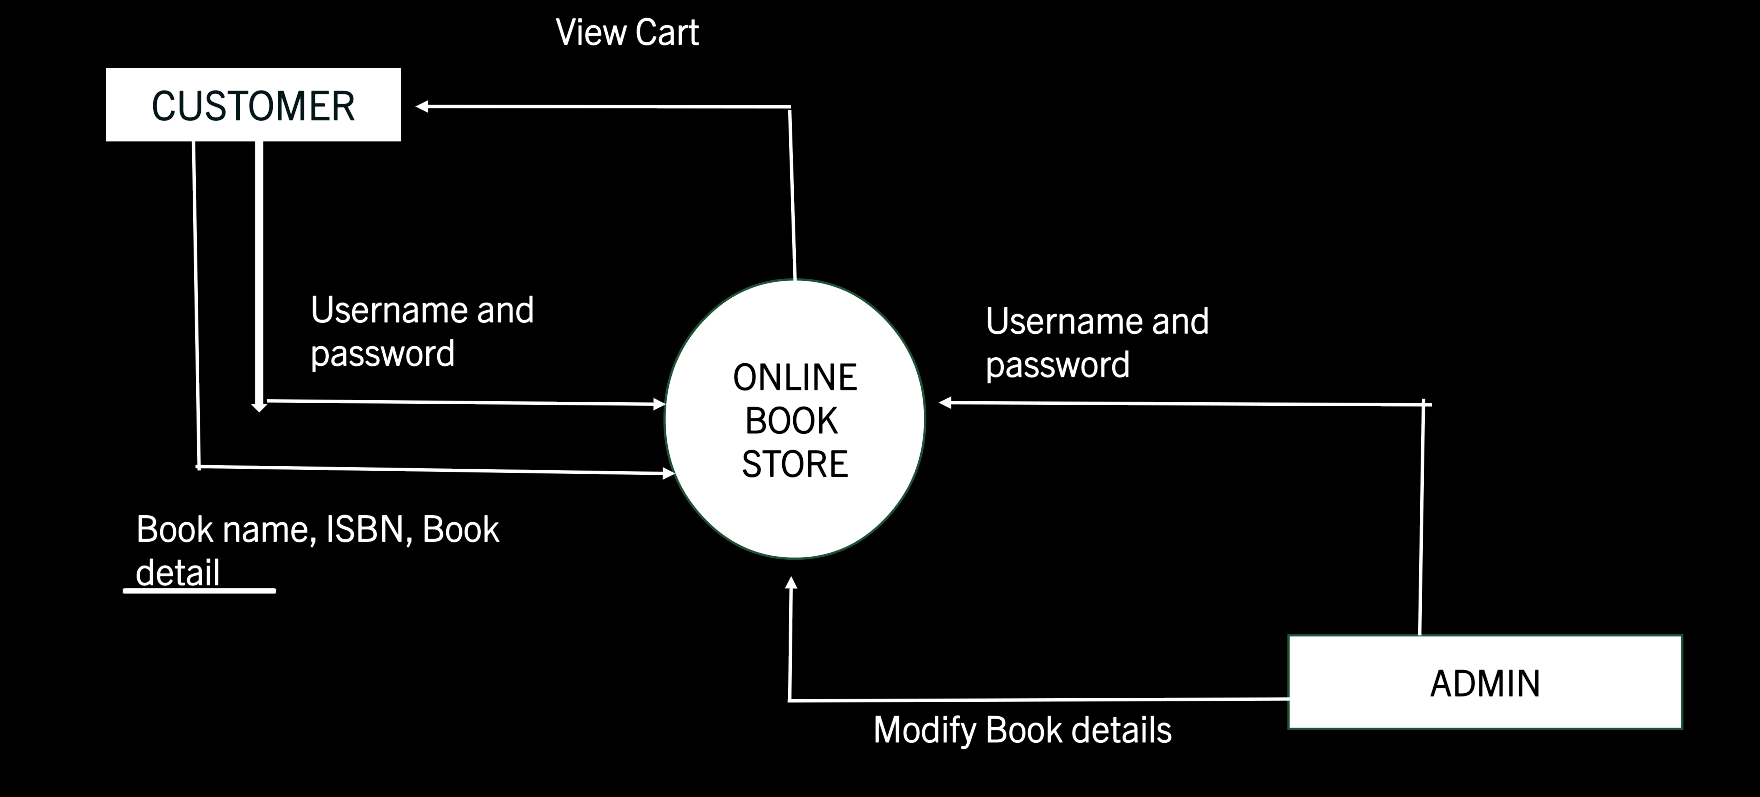 View Cart
CUSTOMER
Username and
password
Username and
password
ONLINE
BOOK
STORE
Book name, ISBN, Book
detail
ADMIN
Modify Book details